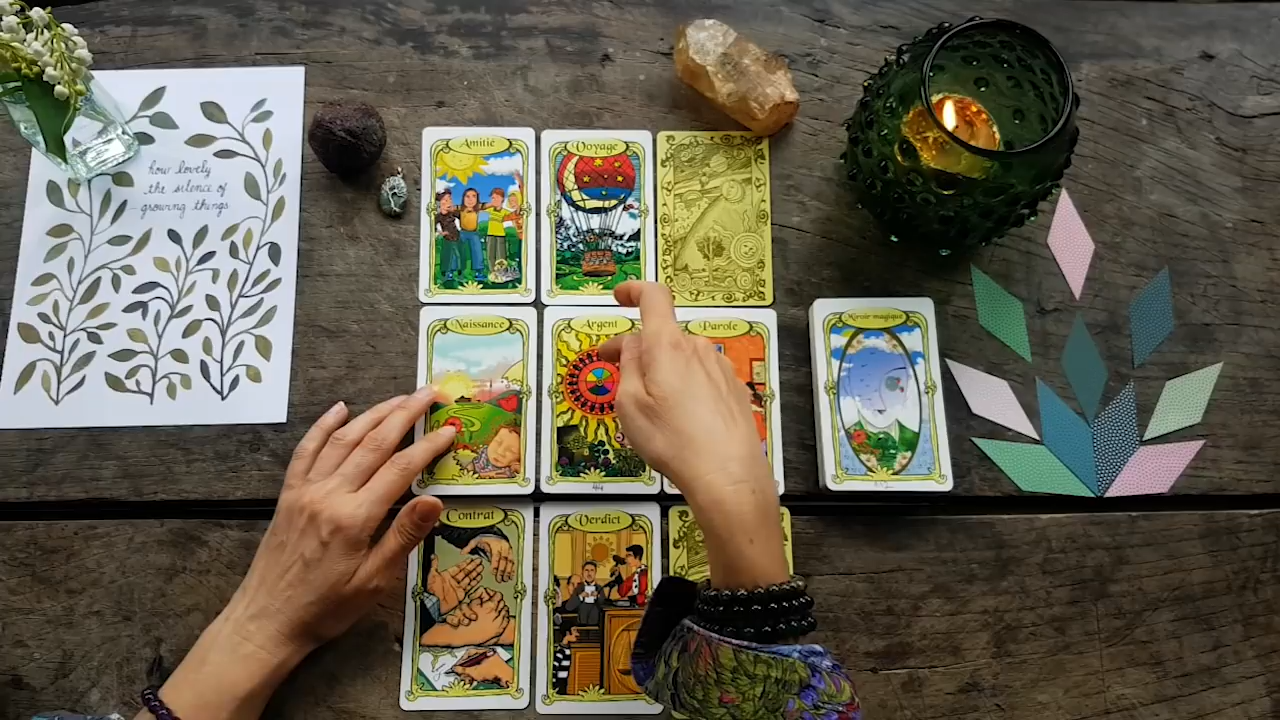 how lovely
the silence of
- growing things
Amitié
Voyage
Naissance
Argent
Parole
Miroir magique
Contrat
Verdict